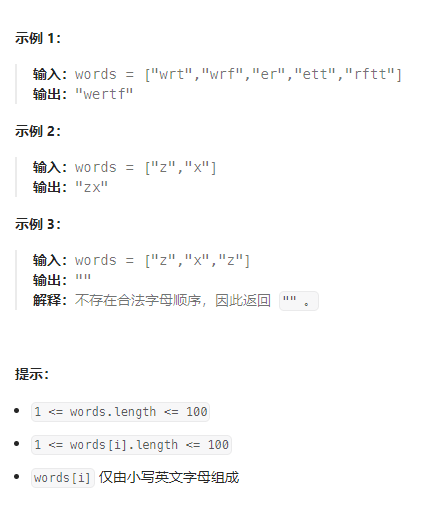 示例 1：
输入：words = ["wrt","wrf","er","ett","rftt"]
输出："wertf"
示例 2：
输入：words = ["z","x"]
输出："zx"
示例 3：
输入：words = ["z","x","z"]
输出：""
解释：不存在合法字母顺序，因此返回 "" 。
提示：
• 1 <= words.length <= 100
• 1 <= words[i].length <= 100
• words[i] 仅由小写英文字母组成